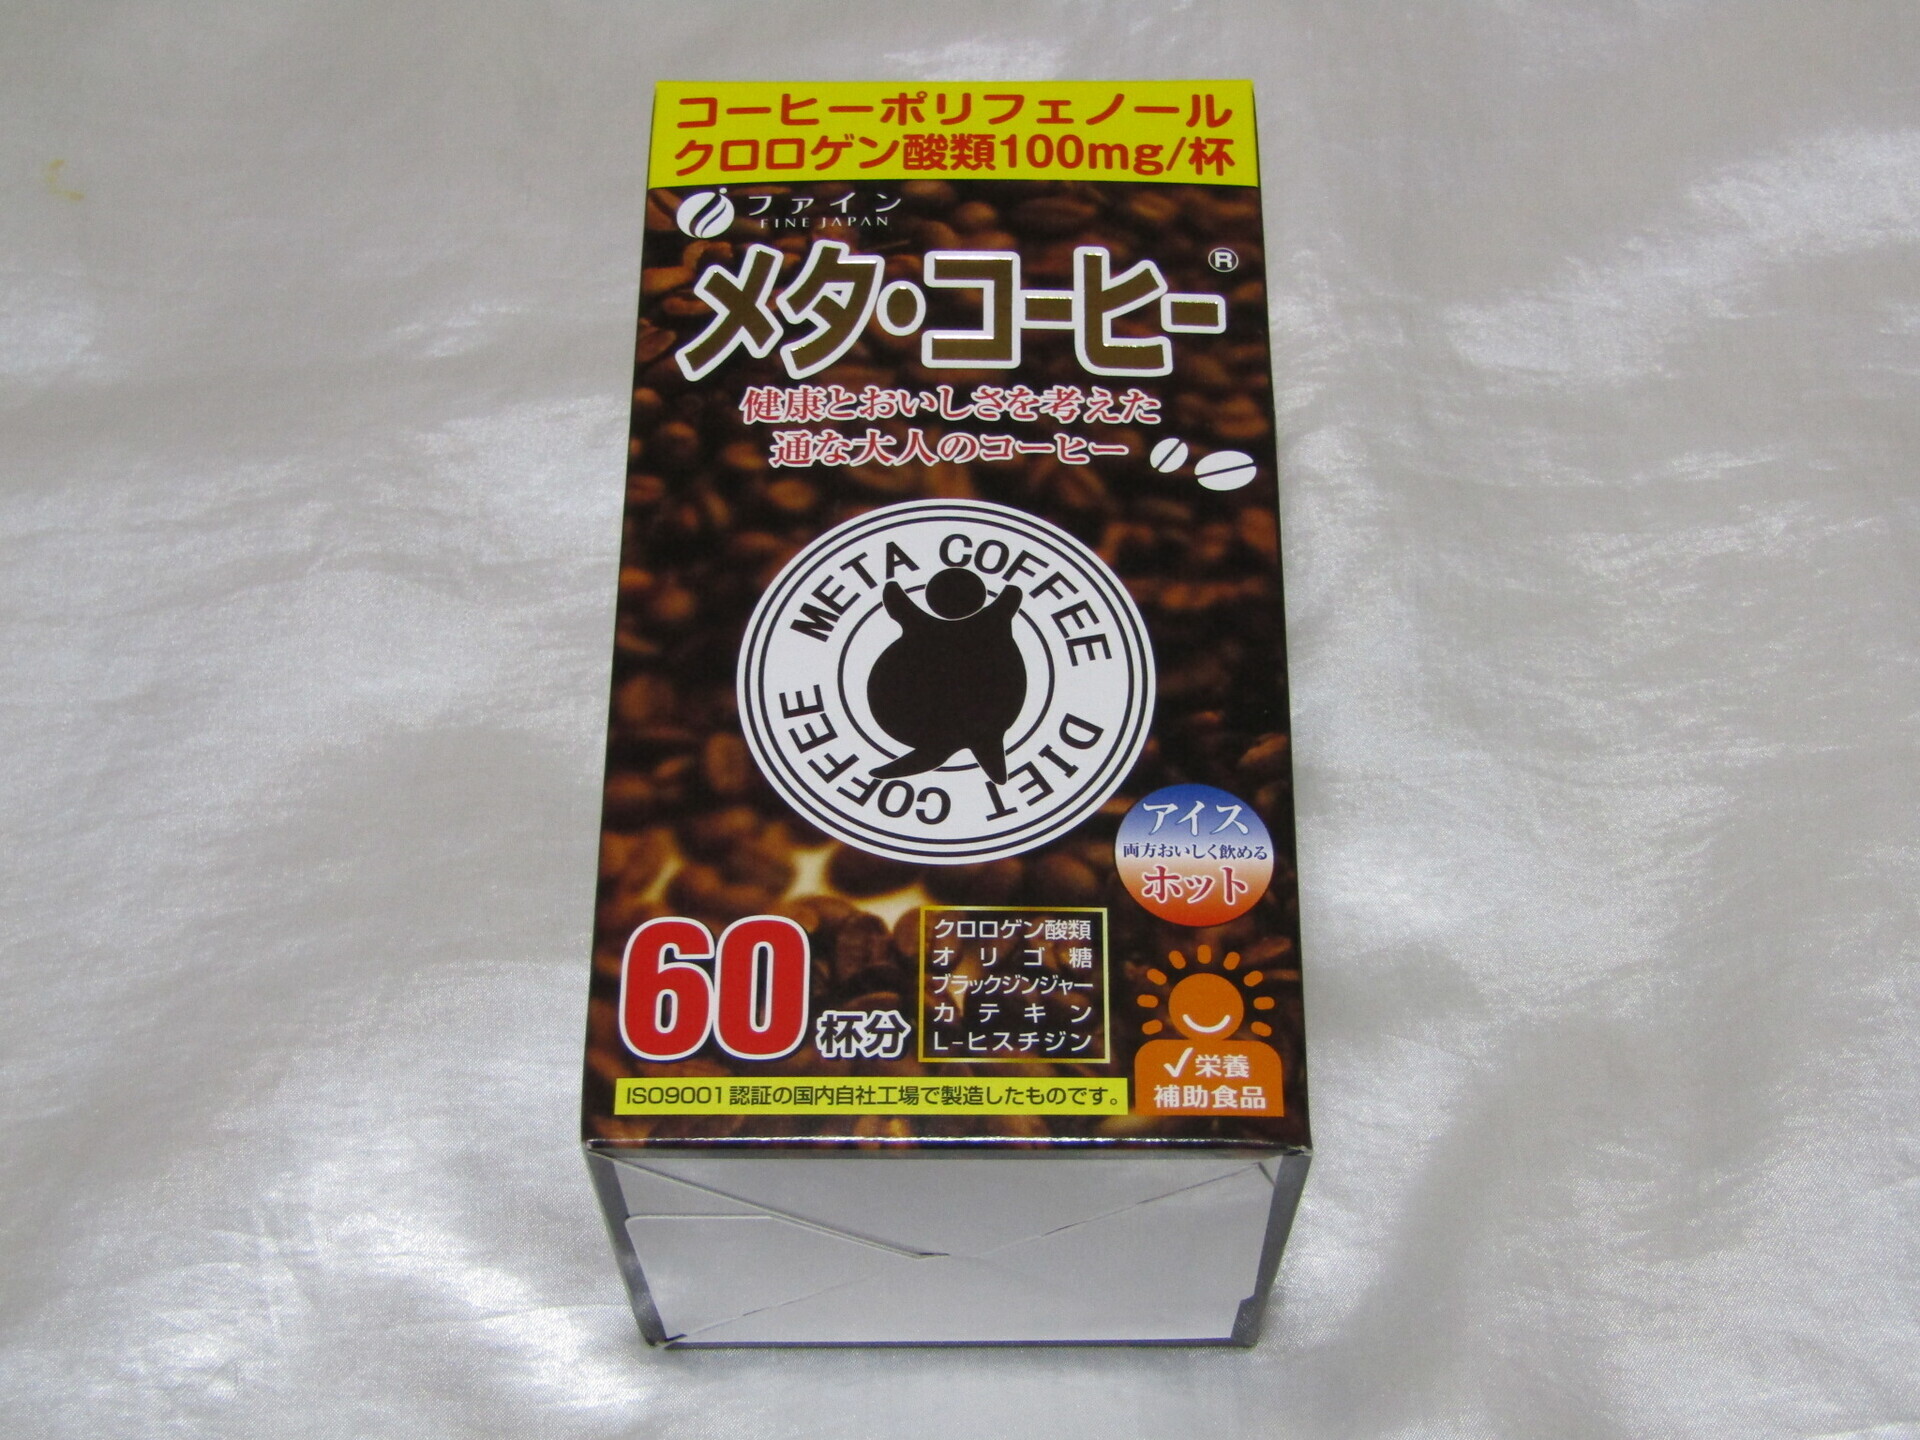 コーヒーポリフェノール
クロロゲン酸類100mg/杯
ファイン
FINE JAPAN
メタ・コーヒー®
健康とおいしさを考えた
通な大人のコーヒー
META COFFEE DIET COFFEE
アイス
両方おいしく飲める
ホット
60杯分
クロロゲン酸類
オリゴ糖
ブラックジンジャー
カテキン
L-ヒスチジン
✓栄養
補助食品
ISO9001認証の国内自社工場で製造したものです。